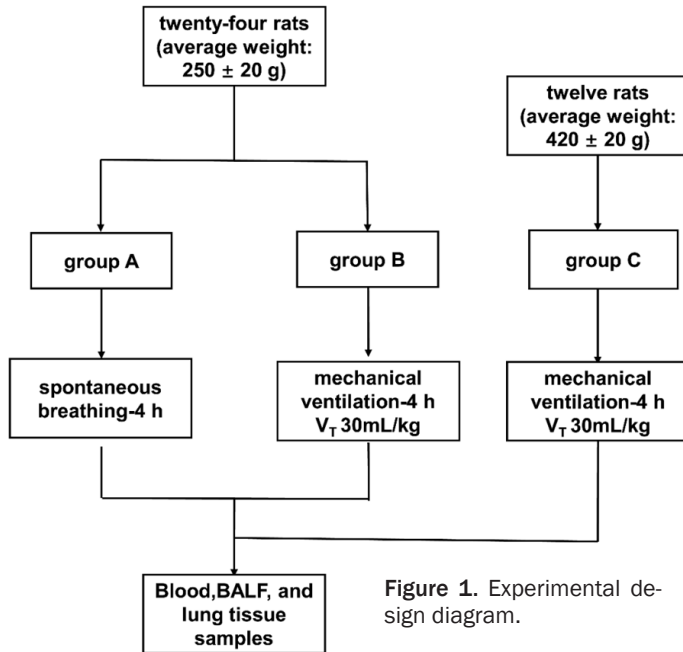 twenty-four rats
(average weight:
250 ± 20 g)
twelve rats
(average weight:
420 ± 20 g)
group A
group B
group C
spontaneous
breathing-4 h
mechanical
ventilation-4 h
V_T 30mL/kg
mechanical
ventilation-4 h
V_T 30mL/kg
Blood,BALF, and
lung tissue
samples
Figure 1. Experimental de-
sign diagram.